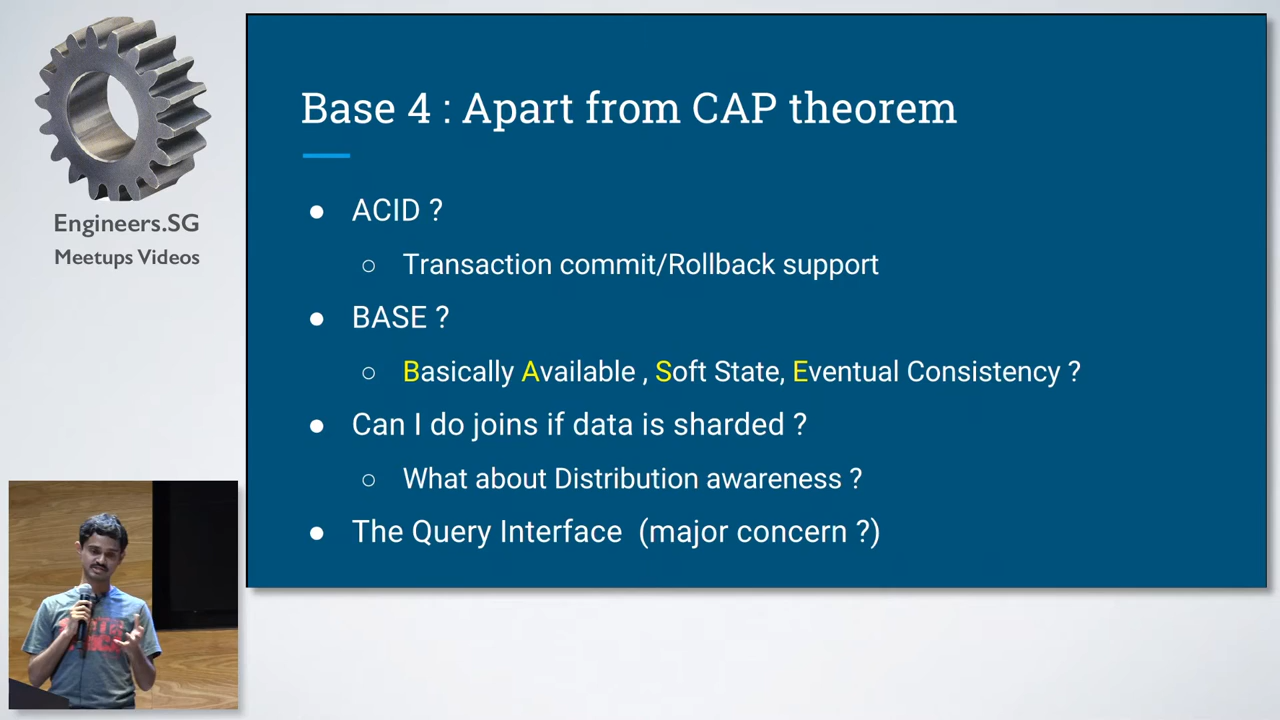 Engineers.SG
Meetups Videos
Base 4 : Apart from CAP theorem
● ACID ?
○ Transaction commit/Rollback support
● BASE ?
○ Basically Available , Soft State, Eventual Consistency ?
● Can I do joins if data is sharded ?
○ What about Distribution awareness ?
● The Query Interface (major concern ?)